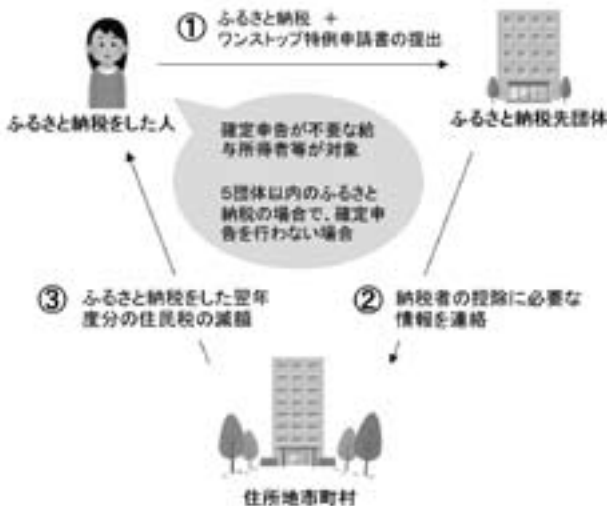 ① ふるさと納税 +
ワンストップ特例申請書の提出
ふるさと納税をした人
ふるさと納税先団体
確定申告が不要な給
与所得者等が対象
5団体以内のふるさと
納税の場合で、確定申
告を行わない場合
③ ふるさと納税をした翌年
度分の住民税の減額
② 納税者の控除に必要な
情報を連絡
住所地市町村